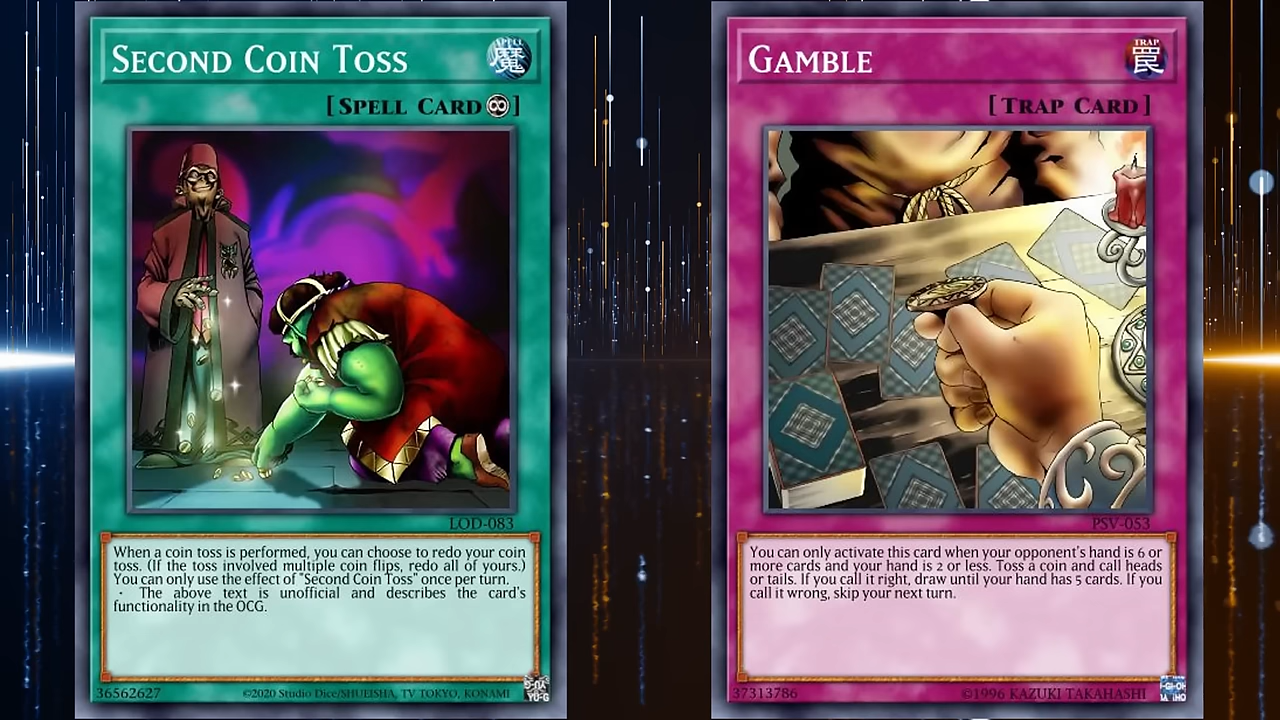 SECOND COIN TOSS
SPELL
魔
[SPELL CARD∞]
LOD-083
When a coin toss is performed, you can choose to redo your coin
toss. (If the toss involved multiple coin flips, redo all of yours.)
You can only use the effect of "Second Coin Toss" once per turn.
· The above text is unofficial and describes the card's
functionality in the OCG.
36562627
©2020 Studio Dice/SHUEISHA, TV TOKYO, KONAMI
GAMBLE
TRAP
罠
[TRAP CARD]
PSV-053
You can only activate this card when your opponent's hand is 6 or
more cards and your hand is 2 or less. Toss a coin and call heads
or tails. If you call it right, draw until your hand has 5 cards. If you
call it wrong, skip your next turn.
37313786
©1996 KAZUKI TAKAHASHI